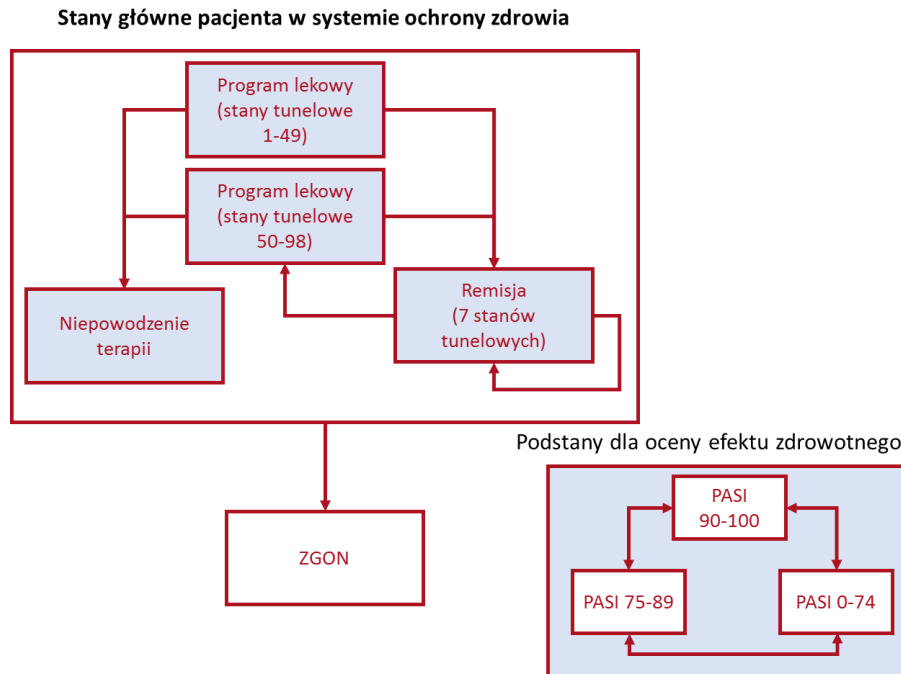 Stany główne pacjenta w systemie ochrony zdrowia
Program lekowy
(stany tunelowe
1-49)
Program lekowy
(stany tunelowe
50-98)
Niepowodzenie
terapii
Remisja
(7 stanów
tunelowych)
ZGON
Podstany dla oceny efektu zdrowotnego
PASI
90-100
PASI 75-89
PASI 0-74